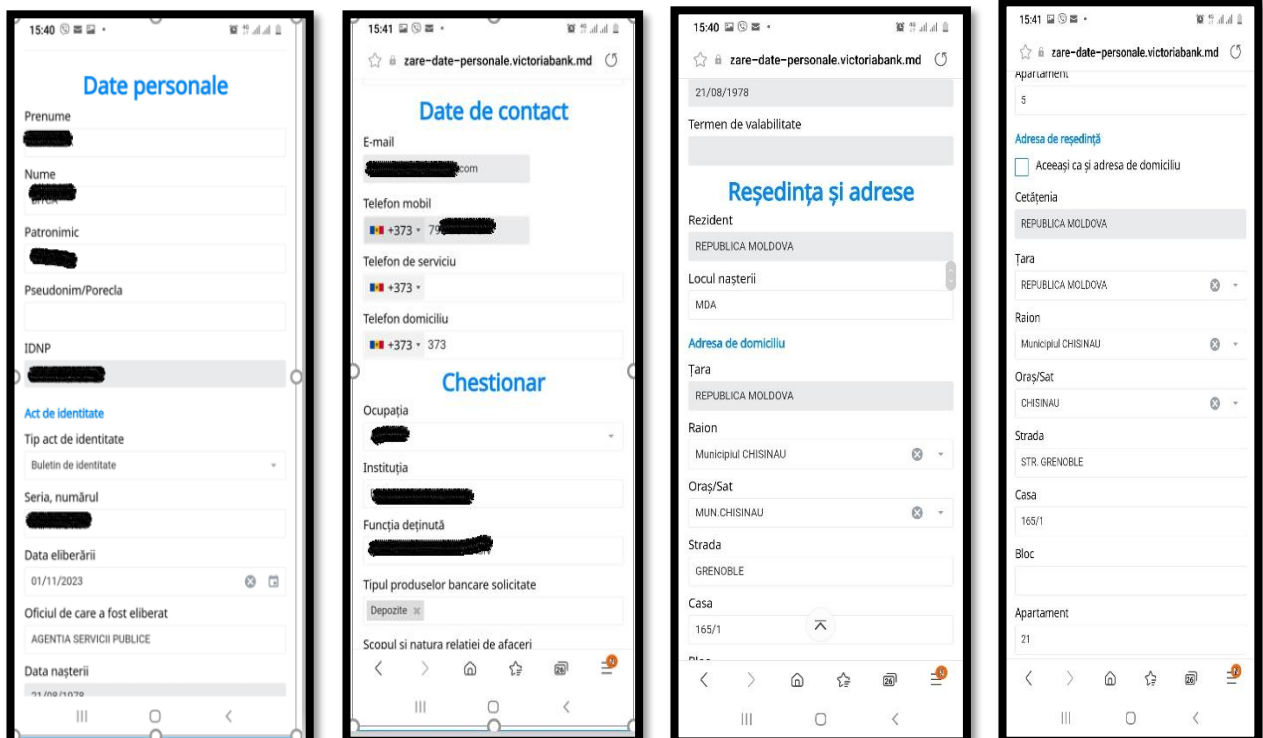 15:40
Date personale
Prenume
Nume
Patronimic
Pseudonim/Porecla
IDNP
Act de identitate
Tip act de identitate
Buletin de identitate
Seria, numărul
Data eliberării
01/11/2023
Oficiul de care a fost eliberat
AGENTIA SERVICII PUBLICE
Data nașterii
21/08/1978
15:41
zare-date-personale.victoriabank.md
Date de contact
E-mail
com
Telefon mobil
+373 79
Telefon de serviciu
+373
Telefon domiciliu
+373 373
Chestionar
Ocupația
Instituția
Funcția deținută
Tipul produselor bancare solicitate
Depozite
Scopul si natura relatiei de afaceri
26
N
15:40
zare-date-personale.victoriabank.md
21/08/1978
Termen de valabilitate
Reședința și adrese
Rezident
REPUBLICA MOLDOVA
Locul nașterii
MDA
Adresa de domiciliu
Țara
REPUBLICA MOLDOVA
Raion
Municipiul CHISINAU
Oraș/Sat
MUN.CHISINAU
Strada
GRENOBLE
Casa
165/1
Bloc
26
N
15:41
zare-date-personale.victoriabank.md
Apartament
5
Adresa de reședință
Aceeași ca și adresa de domiciliu
Cetățenia
REPUBLICA MOLDOVA
Țara
REPUBLICA MOLDOVA
Raion
Municipiul CHISINAU
Oraș/Sat
CHISINAU
Strada
STR. GRENOBLE
Casa
165/1
Bloc
Apartament
21
26
N